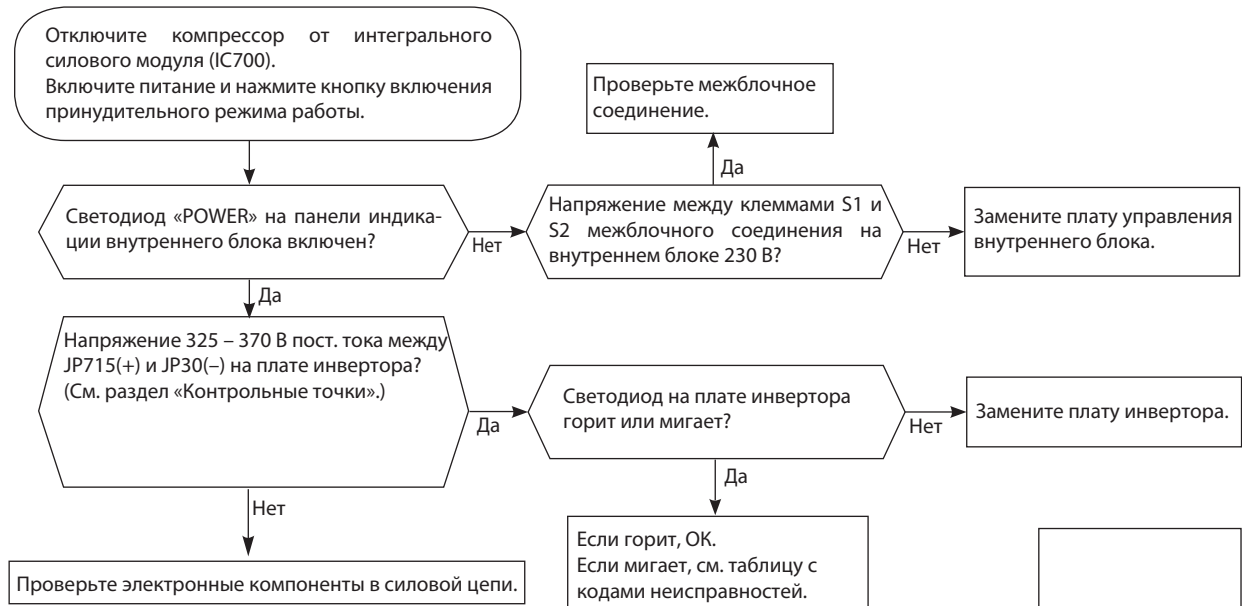 Отключите компрессор от интегрального
силового модуля (IC700).
Включите питание и нажмите кнопку включения
принудительного режима работы.
Проверьте межблочное
соединение.
Да
Светодиод «POWER» на панели индика-
ции внутреннего блока включен?
Нет
Напряжение между клеммами S1 и
S2 межблочного соединения на
внутреннем блоке 230 В?
Нет
Замените плату управления
внутреннего блока.
Да
Напряжение 325 – 370 В пост. тока между
JP715(+) и JP30(–) на плате инвертора?
(См. раздел «Контрольные точки».)
Да
Светодиод на плате инвертора
горит или мигает?
Нет
Замените плату инвертора.
Да
Нет
Если горит, ОК.
Если мигает, см. таблицу с
кодами неисправностей.
Проверьте электронные компоненты в силовой цепи.